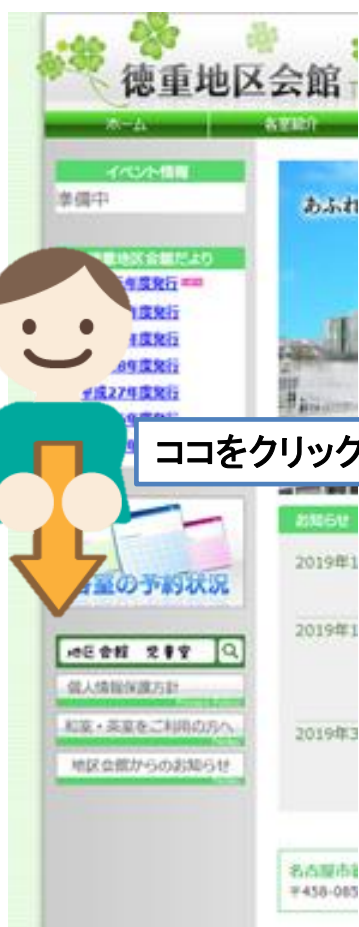 徳重地区会館
ホーム
各室紹介
イベント情報
準備中
あふれ
徳重地区会館だより
年度発行
年度発行
年度発行
8年度発行
平成27年度発行
ココをクリック
お知らせ
2019年1
室の予約状況
2019年1
地区会館 児童室
個人情報保護方針
和室・茶室をご利用の方へ
2019年3
地区会館からのお知らせ
名古屋市
〒458-085